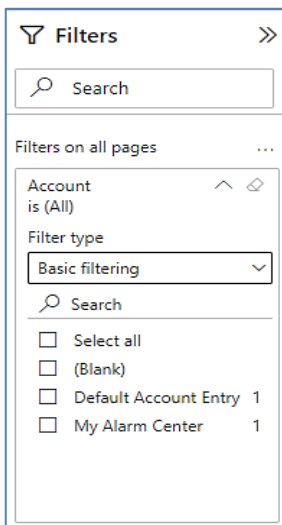 Filters
Search
Filters on all pages ...
Account
is (All)
Filter type
Basic filtering
Search
Select all
(Blank)
Default Account Entry 1
My Alarm Center 1